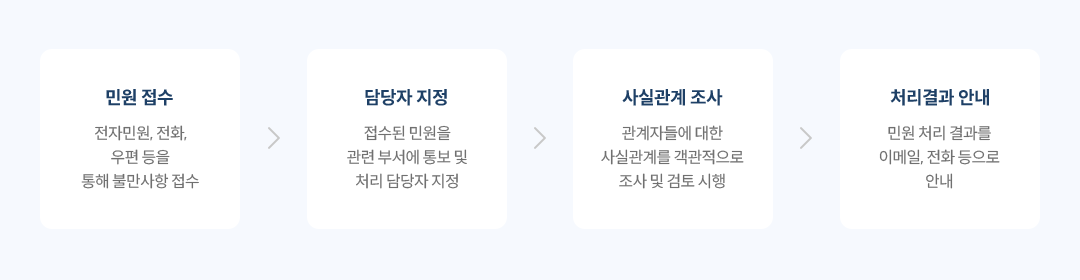 민원 접수
전자민원, 전화,
우편 등을
통해 불만사항 접수
담당자 지정
접수된 민원을
관련 부서에 통보 및
처리 담당자 지정
사실관계 조사
관계자들에 대한
사실관계를 객관적으로
조사 및 검토 시행
처리결과 안내
민원 처리 결과를
이메일, 전화 등으로
안내